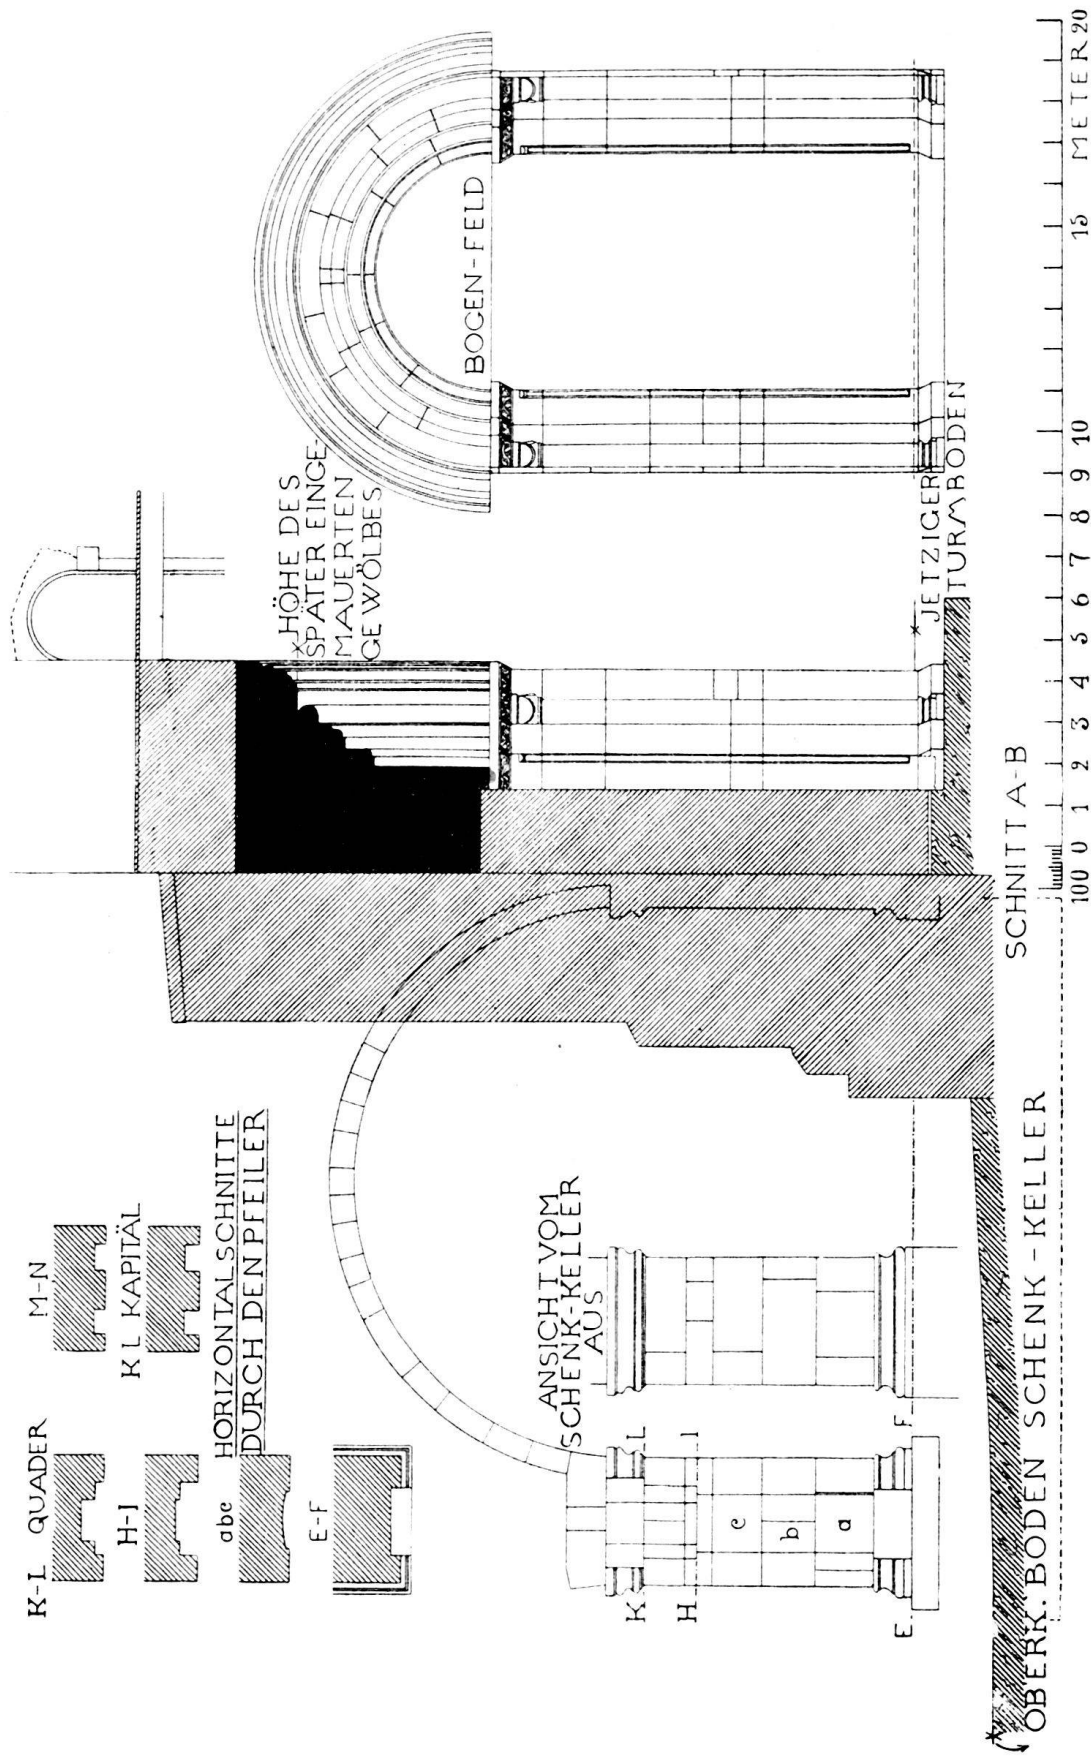 K-L QUADER
M-N
H-J
K L KAPITÄL
abc
HORIZONTALSCHNITTE
DURCH DEN PFEILER
E-F
HÖHE DES
SPÄTER EINGE-
MAUERTEN
GEWÖLBES
BOGEN-FELD
ANSICHT VOM
SCHENK-KELLER
AUS
K
L
H
J
c
b
a
E
F
JETZIGER
TURMBODEN
SCHNITT A-B
OBERK. BODEN SCHENK-KELLER
100 0 1 2 3 4 5 6 7 8 9 10 15 METER 20